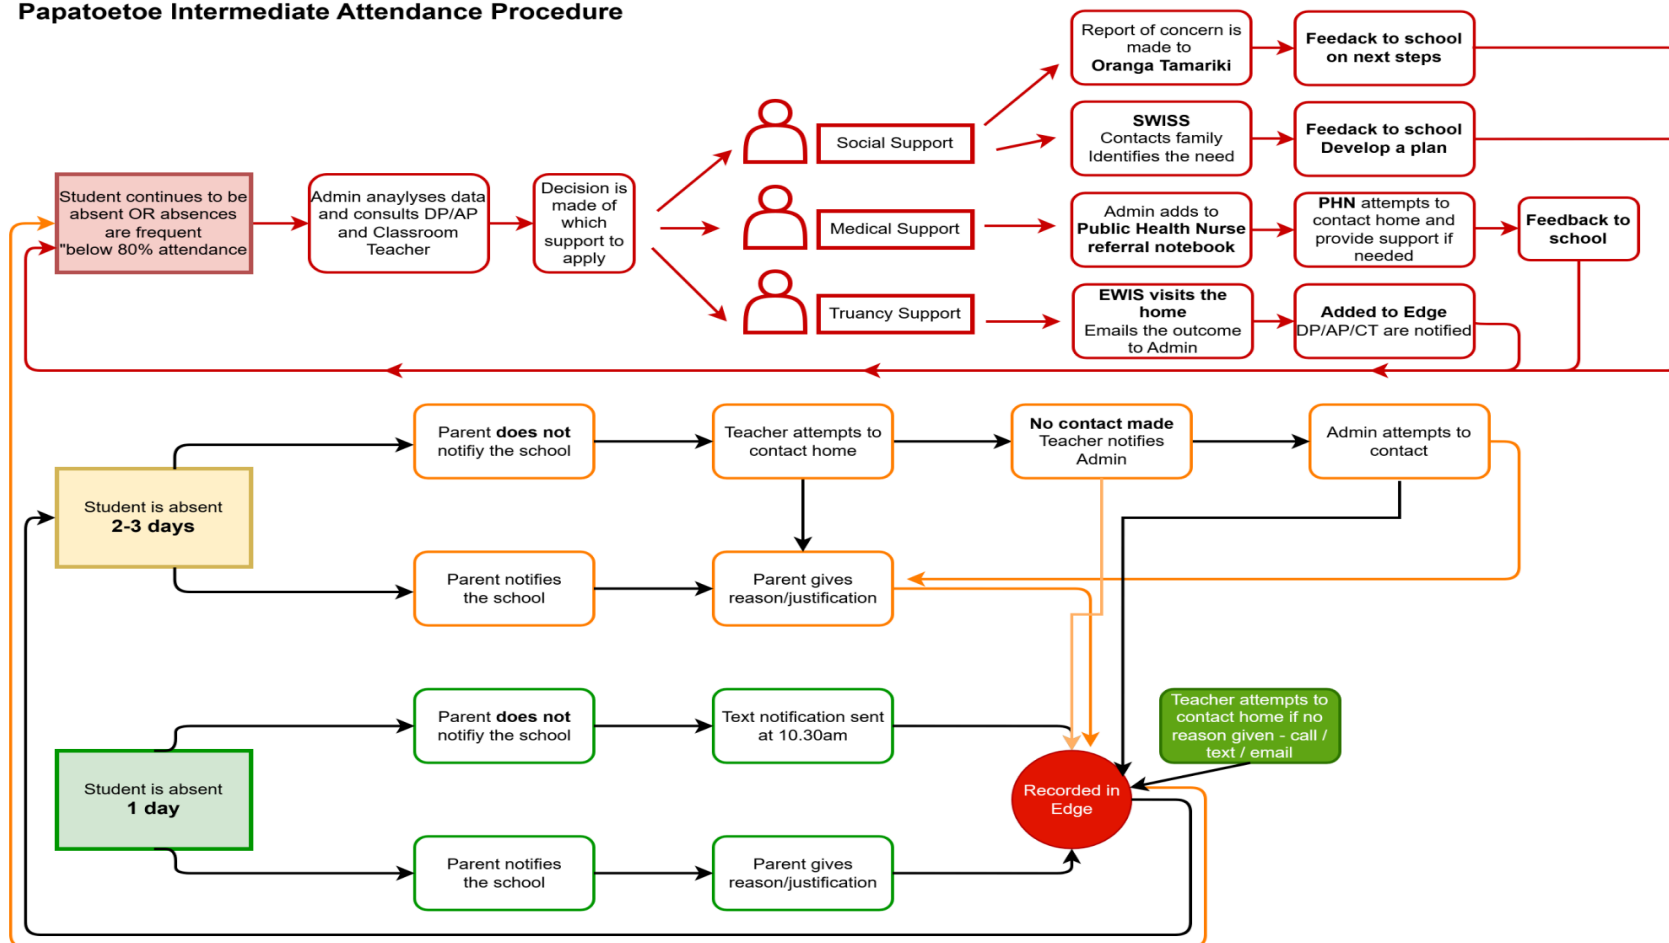 Papatoetoe Intermediate Attendance Procedure
Report of concern is
made to
Oranga Tamariki
Feedack to school
on next steps
Social Support
SWISS
Contacts family
Identifies the need
Feedack to school
Develop a plan
Student continues to be
absent OR absences
are frequent
"below 80% attendance
Admin anaylyses data
and consults DP/AP
and Classroom
Teacher
Decision is
made of
which
support to
apply
Medical Support
Admin adds to
Public Health Nurse
referral notebook
PHN attempts to
contact home and
provide support if
needed
Feedback to
school
Truancy Support
EWIS visits the
home
Emails the outcome
to Admin
Added to Edge
DP/AP/CT are notified
Student is absent
2-3 days
Parent does not
notifiy the school
Teacher attempts to
contact home
No contact made
Teacher notifies
Admin
Admin attempts to
contact
Parent notifies
the school
Parent gives
reason/justification
Student is absent
1 day
Parent does not
notifiy the school
Text notification sent
at 10.30am
Teacher attempts to
contact home if no
reason given - call /
text / email
Recorded in
Edge
Parent notifies
the school
Parent gives
reason/justification